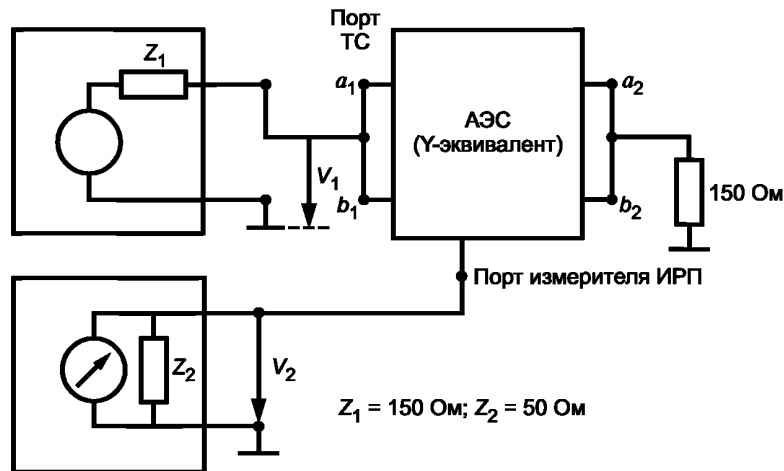 Порт
ТС
Z1
a1
a2
АЭС
(Y-эквивалент)
V1
b1
b2
150 Ом
Порт измерителя ИРП
Z2
V2
Z1 = 150 Ом; Z2 = 50 Ом